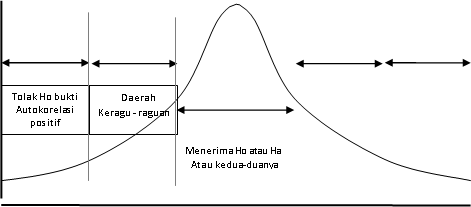 Tolak Ho bukti
Autokorelasi
positif
Daerah
Keragu - raguan
Menerima Ho atau Ha
Atau kedua-duanya